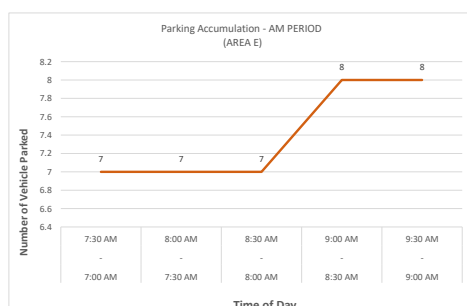 Parking Accumulation - AM PERIOD
(AREA E)
Number of Vehicle Parked
8.2
8
7.8
7.6
7.4
7.2
7
6.8
6.6
6.4
7 7 7 8 8
7:30 AM 8:00 AM 8:30 AM 9:00 AM 9:30 AM
- - - - -
7:00 AM 7:30 AM 8:00 AM 8:30 AM 9:00 AM
Time of Day